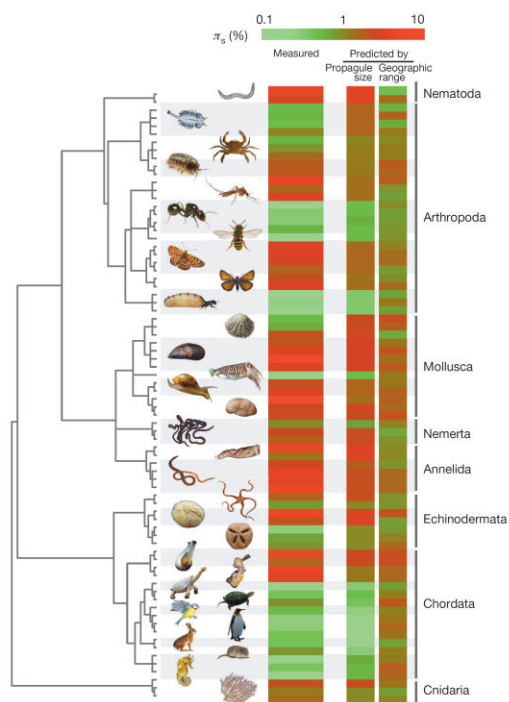 0.1 1 10
πs (%)
Measured
Predicted by
Propagule size
Geographic range
Nematoda
Arthropoda
Mollusca
Nemerta
Annelida
Echinodermata
Chordata
Cnidaria